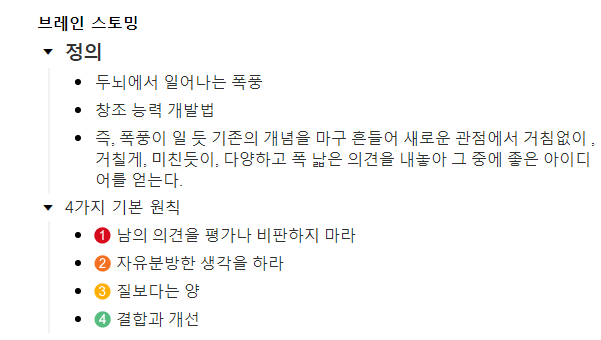 브레인 스토밍
정의
두뇌에서 일어나는 폭풍
창조 능력 개발법
즉, 폭풍이 일 듯 기존의 개념을 마구 흔들어 새로운 관점에서 거침없이 ,
거칠게, 미친듯이, 다양하고 폭 낣은 의견을 내놓아 그 중에 좋은 아이디
어를 얻는다.
4가지 기본 원칙
1 남의 의견을 평가나 비판하지 마라
2 자유분방한 생각을 하라
3 질보다는 양
4 결합과 개선